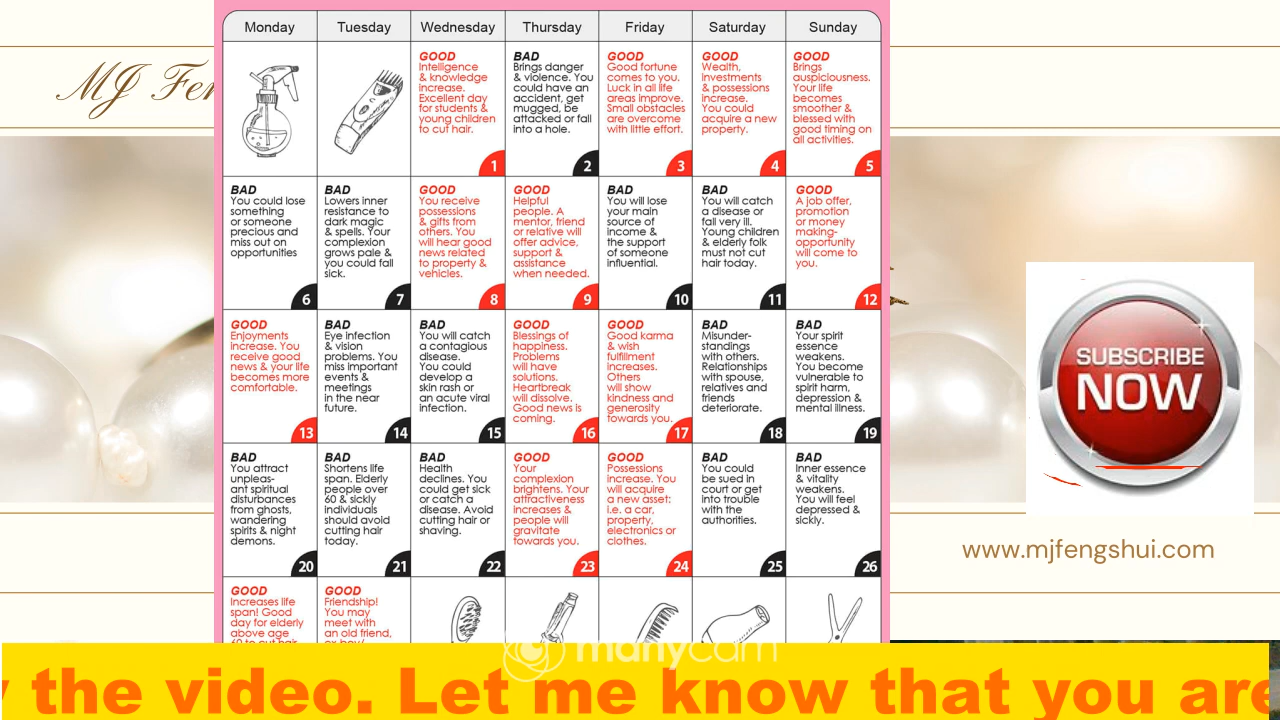 MJ Fen
Monday Tuesday Wednesday Thursday Friday Saturday Sunday
GOOD
Intelligence
& knowledge
increase.
Excellent day
for students &
young children
to cut hair.
1
BAD
Brings danger
& violence. You
could have an
accident, get
mugged, be
attacked or fall
into a hole.
2
GOOD
Good fortune
comes to you.
Luck in all life
areas improve.
Small obstacles
are overcome
with little effort.
3
GOOD
Wealth,
investments
& possessions
increase.
You could
acquire a new
property.
4
GOOD
Brings
auspiciousness.
Your life
becomes
smoother &
blessed with
good timing on
all activities.
5
BAD
You could lose
something
or someone
precious and
miss out on
opportunities
6
BAD
Lowers inner
resistance to
dark magic
& spells. Your
complexion
grows pale &
you could fall
sick.
7
GOOD
You receive
possessions
& gifts from
others. You
will hear good
news related
to property &
vehicles.
8
GOOD
Helpful
people. A
mentor, friend
or relative will
offer advice,
support &
assistance
when needed.
9
BAD
You will lose
your main
source of
income &
the support
of someone
influential.
10
BAD
You will catch
a disease or
fall very ill.
Young children
& elderly folk
must not cut
hair today.
11
GOOD
A job offer,
promotion
or money
making-
opportunity
will come to
you.
12
GOOD
Enjoyments
increase. You
receive good
news & your life
becomes more
comfortable.
13
BAD
Eye infection
& vision
problems. You
miss important
events &
meetings
in the near
future.
14
BAD
You will catch
a contagious
disease.
You could
develop a
skin rash or
an acute viral
infection.
15
GOOD
Blessings of
happiness.
Problems
will have
solutions.
Heartbreak
will dissolve.
Good news is
coming.
16
GOOD
Good karma
& wish
fulfillment
increases.
Others
will show
kindness and
generosity
towards you.
17
BAD
Misunder-
standings
with others.
Relationships
with spouse,
relatives and
friends
deteriorate.
18
BAD
Your spirit
essence
weakens.
You become
vulnerable to
spirit harm,
depression &
mental illness.
19
BAD
You attract
unpleas-
ant spiritual
disturbances
from ghosts,
wandering
spirits & night
demons.
20
BAD
Shortens life
span. Elderly
people over
60 & sickly
individuals
should avoid
cutting hair
today.
21
BAD
Health
declines. You
could get sick
or catch a
disease. Avoid
cutting hair or
shaving.
22
GOOD
Your
complexion
brightens. Your
attractiveness
increases &
people will
gravitate
towards you.
23
GOOD
Possessions
increase. You
will acquire
a new asset:
i.e. a car,
property,
electronics or
clothes.
24
BAD
You could
be sued in
court or get
into trouble
with the
authorities.
25
BAD
Inner essence
& vitality
weakens.
You will feel
depressed &
sickly.
26
GOOD
Increases life
span! Good
day for elderly
above age
GOOD
Friendship!
You may
meet with
an old friend,
SUBSCRIBE
NOW
www.mjfengshui.com
manycam
the video. Let me know that you are